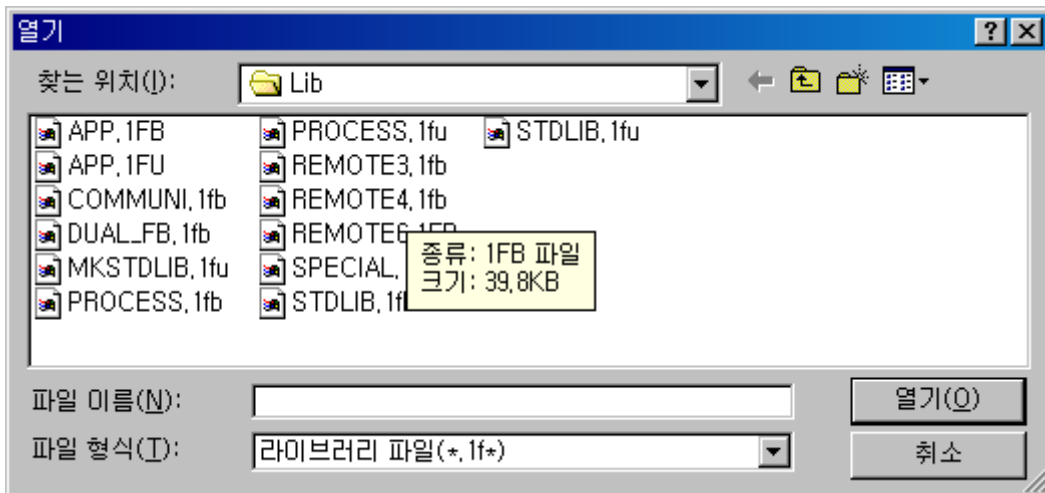 열기
찾는 위치(I):
Lib
APP.1FB
APP.1FU
COMMUNI.1fb
DUAL_FB.1fb
MKSTDLIB.1fu
PROCESS.1fb
PROCESS.1fu
REMOTE3.1fb
REMOTE4.1fb
REMOTE6.1FB
SPECIAL.
STDLIB.1f
STDLIB.1fu
종류: 1FB 파일
크기: 39.8KB
파일 이름(N):
열기(O)
파일 형식(T):
라이브러리 파일(*.1f*)
취소